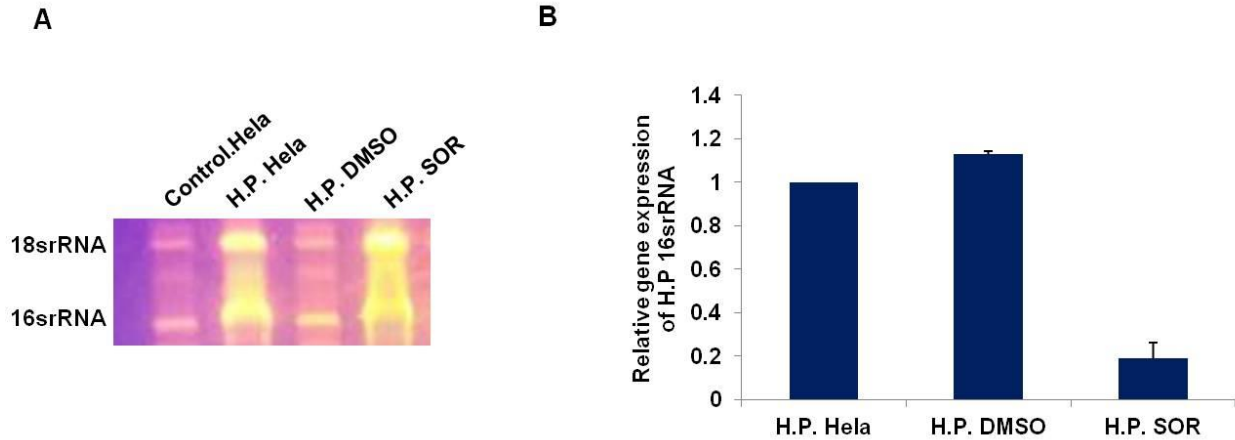 A
Control.Hela
H.P. Hela
H.P. DMSO
H.P. SOR
18srRNA
16srRNA
B
Relative gene expression
of H.P 16srRNA
1.4
1.2
1
0.8
0.6
0.4
0.2
0
H.P. Hela
H.P. DMSO
H.P. SOR